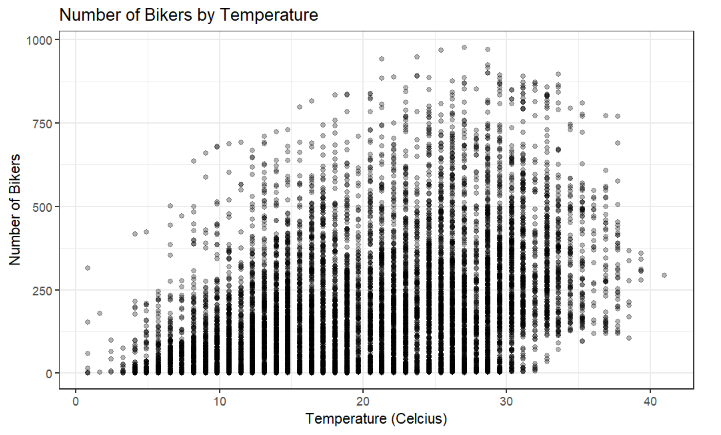 Number of Bikers by Temperature
1000
750
500
250
0
Number of Bikers
0 10 20 30 40
Temperature (Celcius)